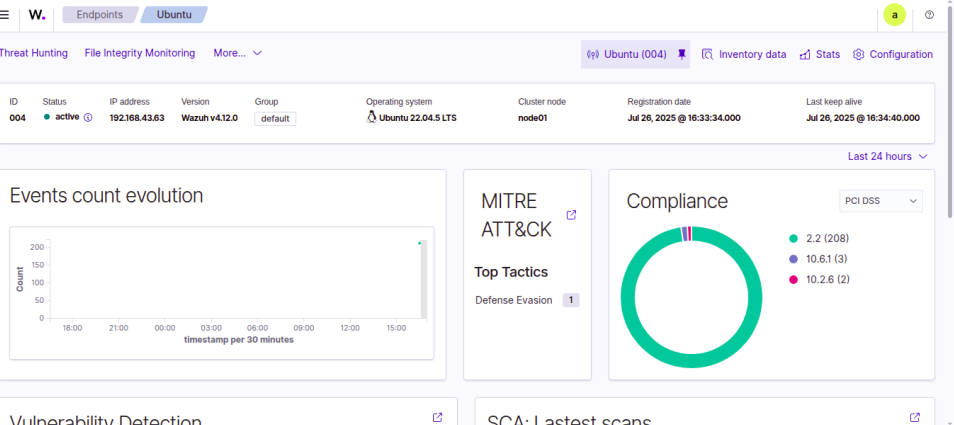 W. Endpoints Ubuntu a
Threat Hunting File Integrity Monitoring More... Ubuntu (004) Inventory data Stats Configuration
ID Status IP address Version Group Operating system Cluster node Registration date Last keep alive
004 active 192.168.43.63 Wazuh v4.12.0 default Ubuntu 22.04.5 LTS node01 Jul 26, 2025 @ 16:33:34.000 Jul 26, 2025 @ 16:34:40.000
Last 24 hours
Events count evolution
Count
200
150
100
50
0
18:00 21:00 00:00 03:00 06:00 09:00 12:00 15:00
timestamp per 30 minutes
MITRE
ATT&CK
Top Tactics
Defense Evasion 1
Compliance PCI DSS
2.2 (208)
10.6.1 (3)
10.2.6 (2)
Vulnerability Detection SCA: Lastest scans